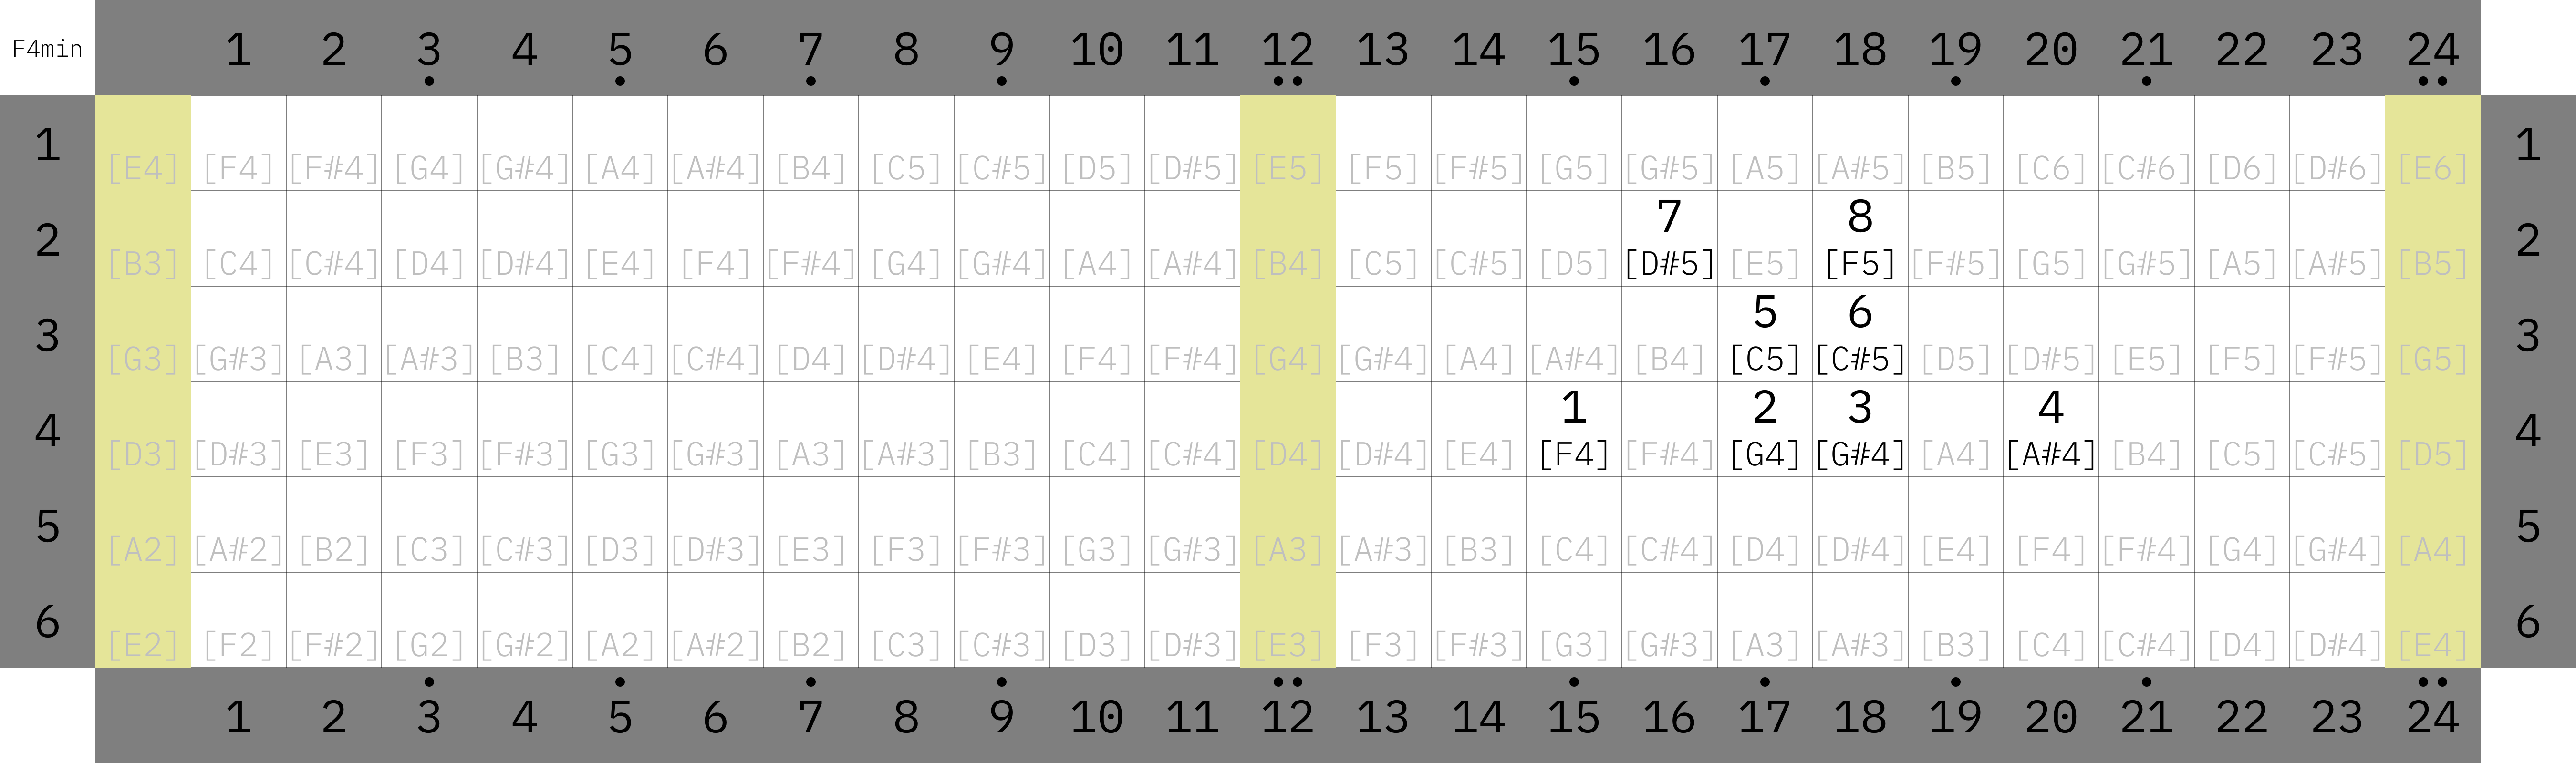 F4min 1 2 3 4 5 6 7 8 9 10 11 12 13 14 15 16 17 18 19 20 21 22 23 24
1 [E4] [F4] [F#4] [G4] [G#4] [A4] [A#4] [B4] [C5] [C#5] [D5] [D#5] [E5] [F5] [F#5] [G5] [G#5] [A5] [A#5] [B5] [C6] [C#6] [D6] [D#6] [E6] 1
7 8
2 [B3] [C4] [C#4] [D4] [D#4] [E4] [F4] [F#4] [G4] [G#4] [A4] [A#4] [B4] [C5] [C#5] [D5] [D#5] [E5] [F5] [F#5] [G5] [G#5] [A5] [A#5] [B5] 2
5 6
3 [G3] [G#3] [A3] [A#3] [B3] [C4] [C#4] [D4] [D#4] [E4] [F4] [F#4] [G4] [G#4] [A4] [A#4] [B4] [C5] [C#5] [D5] [D#5] [E5] [F5] [F#5] [G5] 3
1 2 3 4
4 [D3] [D#3] [E3] [F3] [F#3] [G3] [G#3] [A3] [A#3] [B3] [C4] [C#4] [D4] [D#4] [E4] [F4] [F#4] [G4] [G#4] [A4] [A#4] [B4] [C5] [C#5] [D5] 4
5 [A2] [A#2] [B2] [C3] [C#3] [D3] [D#3] [E3] [F3] [F#3] [G3] [G#3] [A3] [A#3] [B3] [C4] [C#4] [D4] [D#4] [E4] [F4] [F#4] [G4] [G#4] [A4] 5
6 [E2] [F2] [F#2] [G2] [G#2] [A2] [A#2] [B2] [C3] [C#3] [D3] [D#3] [E3] [F3] [F#3] [G3] [G#3] [A3] [A#3] [B3] [C4] [C#4] [D4] [D#4] [E4] 6
1 2 3 4 5 6 7 8 9 10 11 12 13 14 15 16 17 18 19 20 21 22 23 24